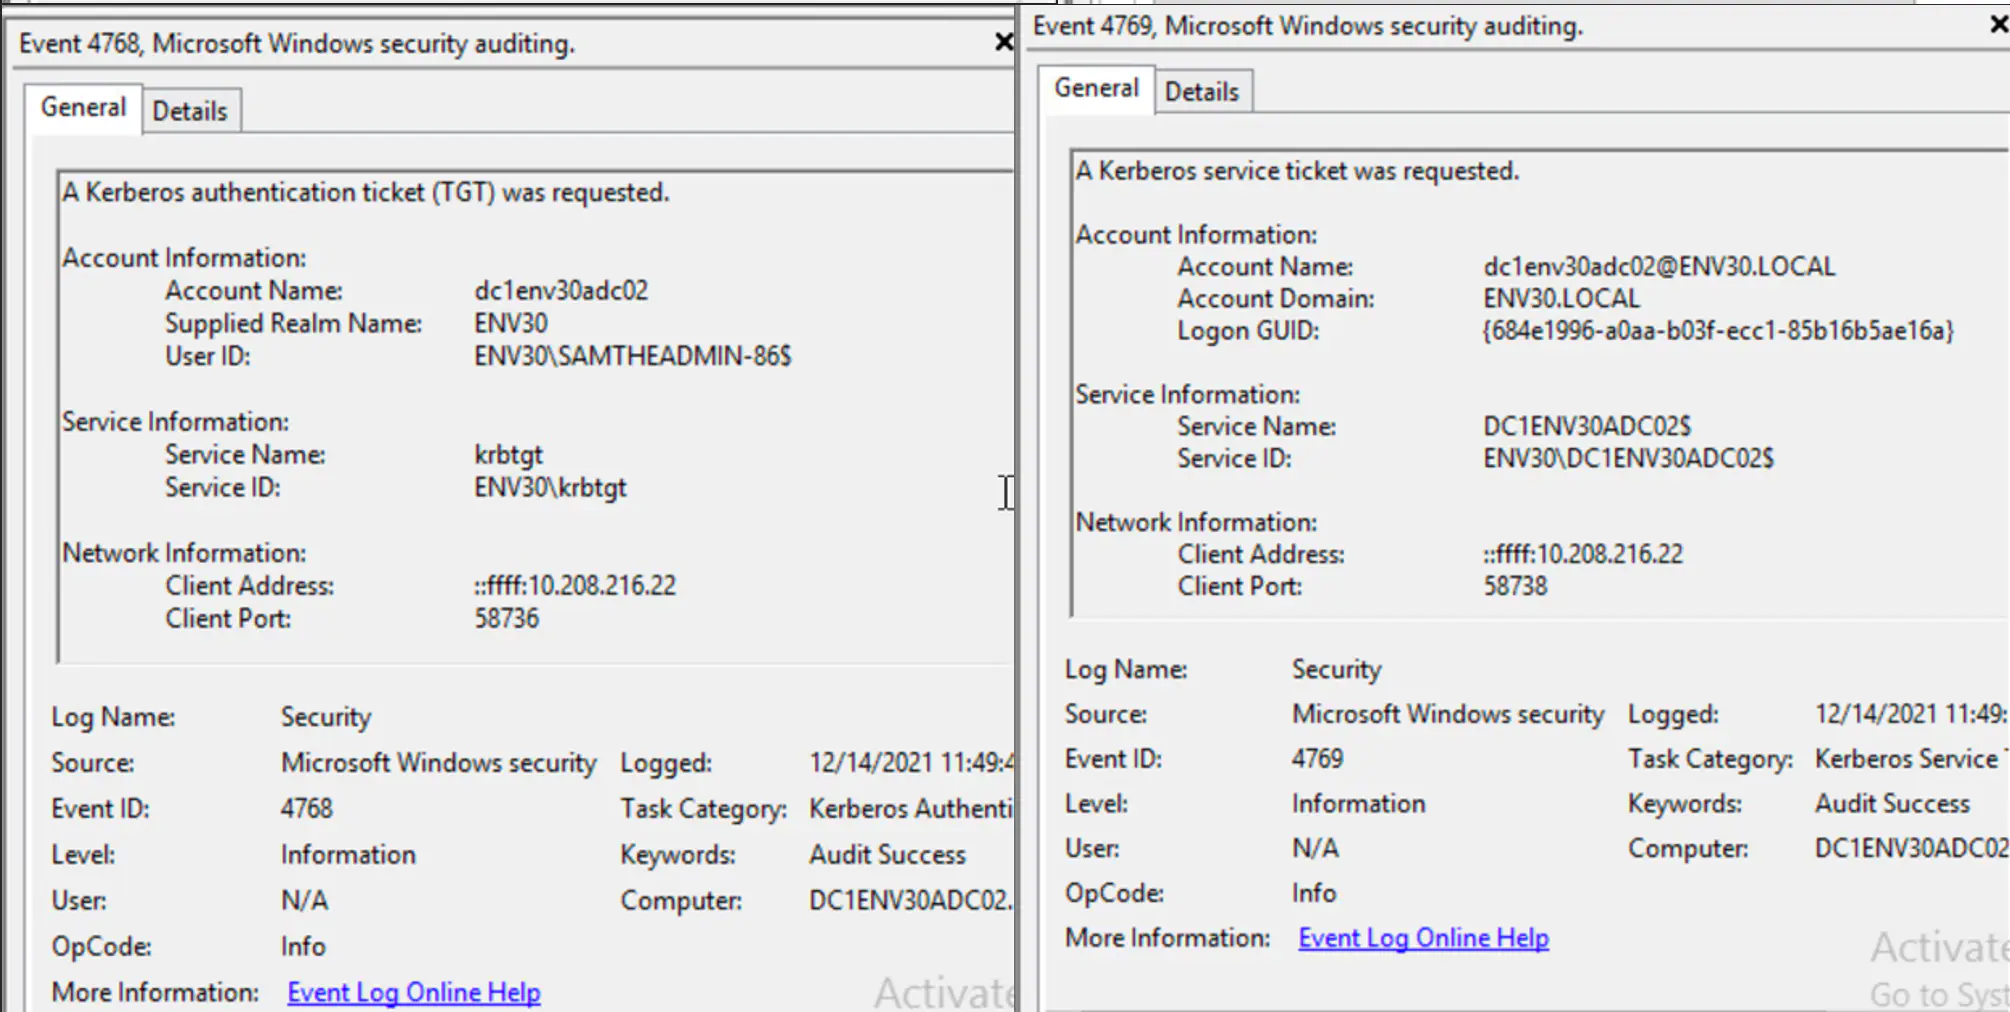 Event 4768, Microsoft Windows security auditing.
General Details
A Kerberos authentication ticket (TGT) was requested.
Account Information:
Account Name: dc1env30adc02
Supplied Realm Name: ENV30
User ID: ENV30\SAMTHEADMIN-86$
Service Information:
Service Name: krbtgt
Service ID: ENV30\krbtgt
Network Information:
Client Address: ::ffff:10.208.216.22
Client Port: 58736
Log Name: Security
Source: Microsoft Windows security Logged: 12/14/2021 11:49:4
Event ID: 4768 Task Category: Kerberos Authenti
Level: Information Keywords: Audit Success
User: N/A Computer: DC1ENV30ADC02.
OpCode: Info
More Information: Event Log Online Help
Activate
Event 4769, Microsoft Windows security auditing.
General Details
A Kerberos service ticket was requested.
Account Information:
Account Name: dc1env30adc02@ENV30.LOCAL
Account Domain: ENV30.LOCAL
Logon GUID: {684e1996-a0aa-b03f-ecc1-85b16b5ae16a}
Service Information:
Service Name: DC1ENV30ADC02$
Service ID: ENV30\DC1ENV30ADC02$
Network Information:
Client Address: ::ffff:10.208.216.22
Client Port: 58738
Log Name: Security
Source: Microsoft Windows security Logged: 12/14/2021 11:49:
Event ID: 4769 Task Category: Kerberos Service
Level: Information Keywords: Audit Success
User: N/A Computer: DC1ENV30ADC02
OpCode: Info
More Information: Event Log Online Help
Activate
Go to Syst